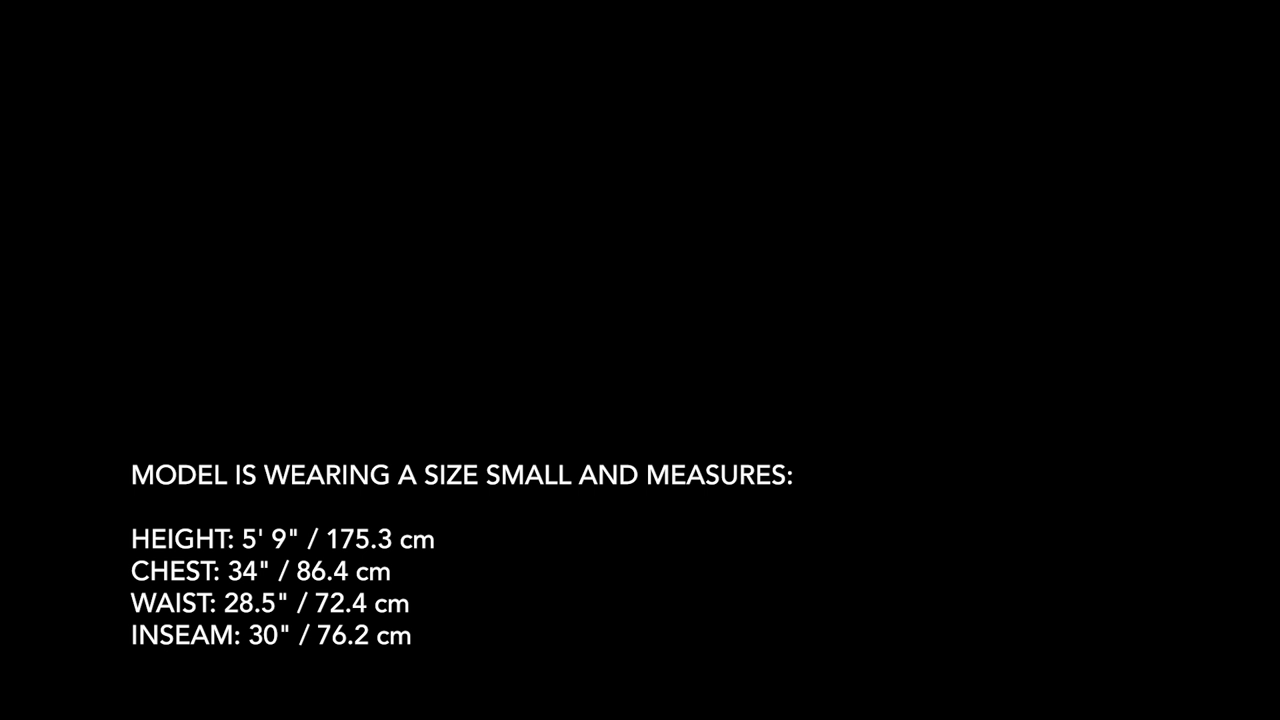 MODEL IS WEARING A SIZE SMALL AND MEASURES:
HEIGHT: 5' 9" / 175.3 cm
CHEST: 34" / 86.4 cm
WAIST: 28.5" / 72.4 cm
INSEAM: 30" / 76.2 cm